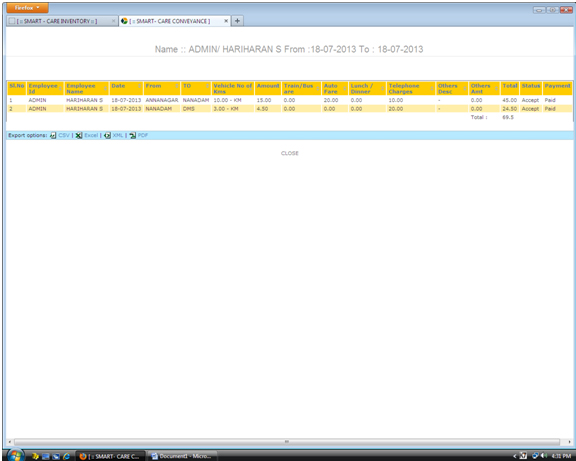 Firefox
[ :: SMART - CARE INVENTORY :: ] × [ :: SMART- CARE CONVEYANCE ] × +
Name :: ADMIN/ HARIHARAN S From :18-07-2013 To : 18-07-2013
Sl.No Employee Id Employee Name Date From TO Vehicle No of Kms Amount Train/Bus are Auto Fare Lunch / Dinner Telephone Charges Others Desc Others Amt Total Status Payment
1 ADMIN HARIHARAN S 18-07-2013 ANNANAGAR NANADAM 10.00 - KM 15.00 0.00 20.00 0.00 10.00 - 0.00 45.00 Accept Paid
2 ADMIN HARIHARAN S 18-07-2013 NANADAM DMS 3.00 - KM 4.50 0.00 0.00 0.00 20.00 - 0.00 24.50 Accept Paid
Total : 69.5
Export options: CSV | Excel | XML | PDF
CLOSE
[ :: SMART- CARE C... Document1 - Micro... 4:31 PM